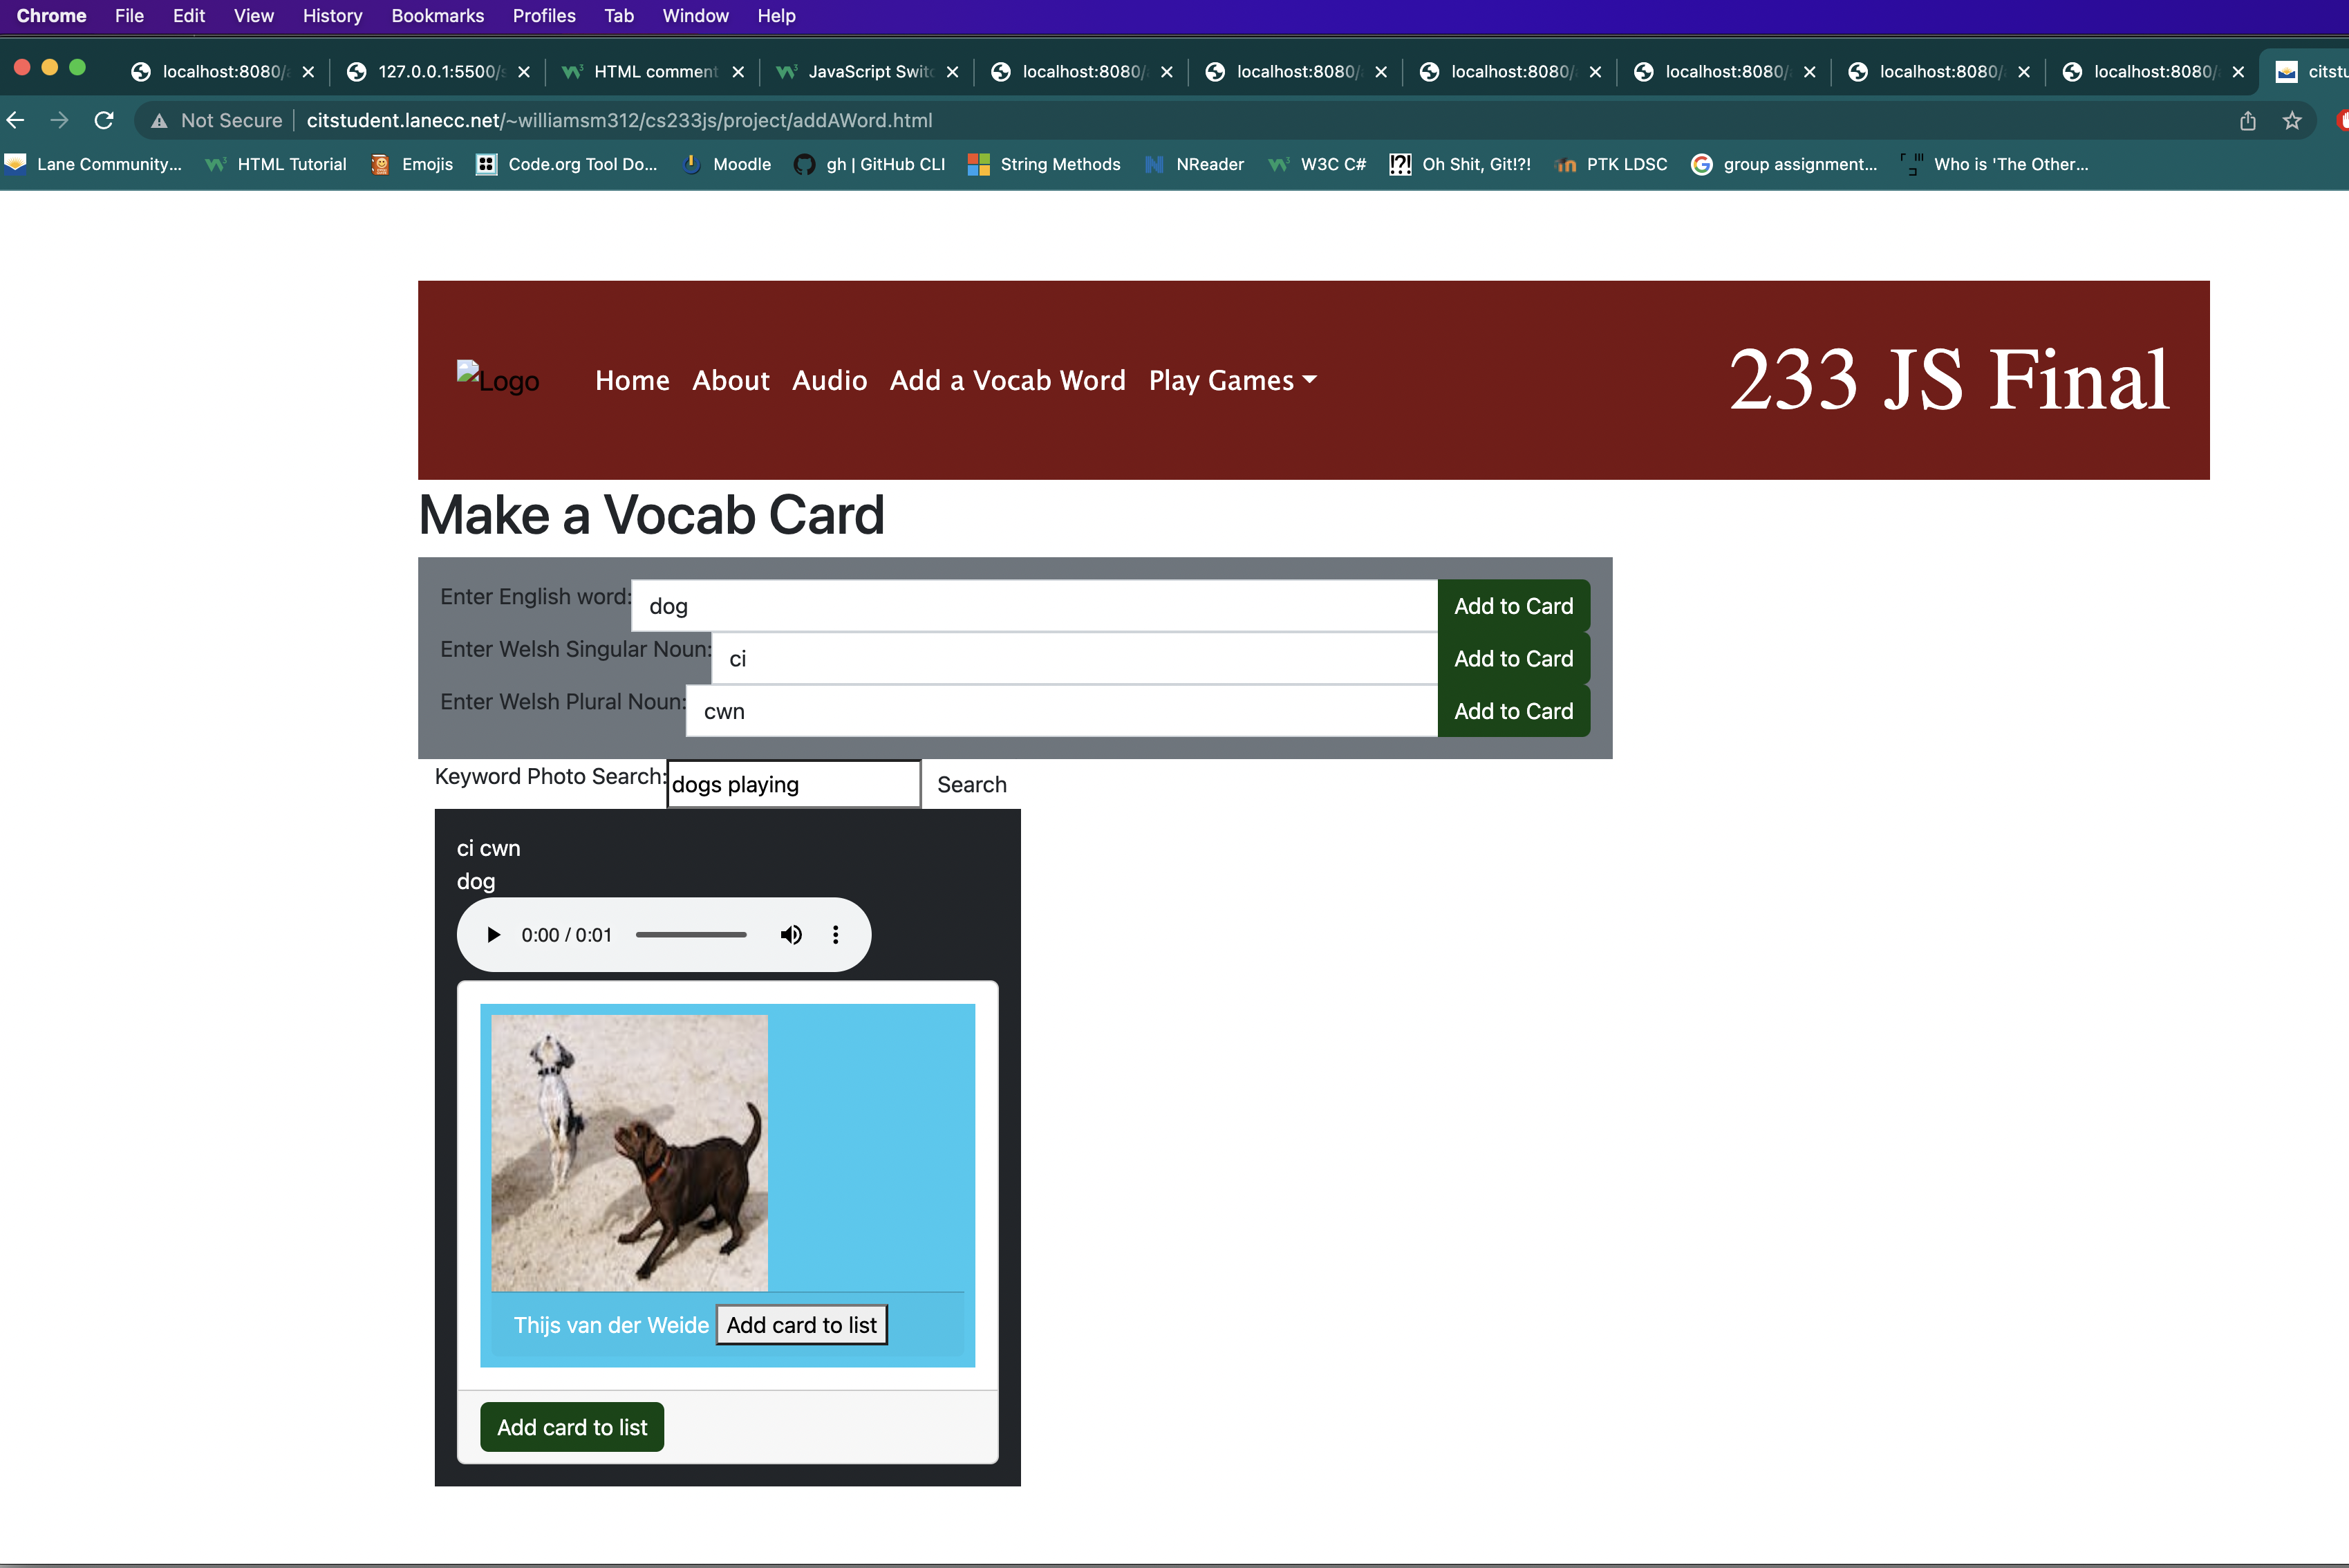 Chrome File Edit View History Bookmarks Profiles Tab Window Help
localhost:8080/ 127.0.0.1:5500/ HTML comment JavaScript Switc localhost:8080/ localhost:8080/ localhost:8080/ localhost:8080/ localhost:8080/ localhost:8080/ citstu
Not Secure citstudent.lanecc.net/~williamsm312/cs233js/project/addAWord.html
Lane Community... HTML Tutorial Emojis Code.org Tool Do... Moodle gh | GitHub CLI String Methods NReader W3C C# Oh Shit, Git!?! PTK LDSC group assignment... Who is 'The Other...
Logo Home About Audio Add a Vocab Word Play Games 233 JS Final
Make a Vocab Card
Enter English word: dog Add to Card
Enter Welsh Singular Noun: ci Add to Card
Enter Welsh Plural Noun: cwn Add to Card
Keyword Photo Search: dogs playing Search
ci cwn
dog
0:00 / 0:01
Thijs van der Weide Add card to list
Add card to list